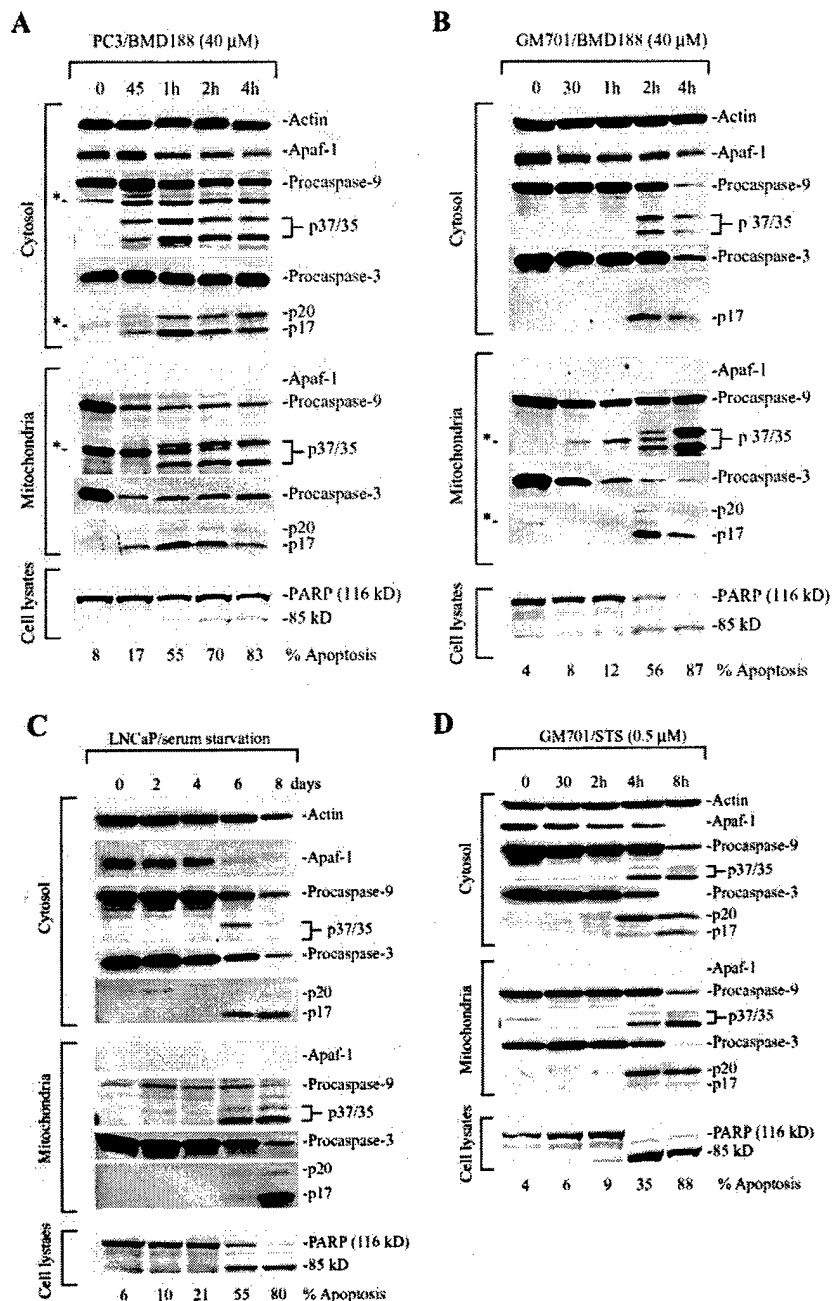 A
PC3/BMD188 (40 µM)
0 45 1h 2h 4h
Cytosol
-Actin
-Apaf-1
-Procaspase-9
*-
p37/35
-Procaspase-3
-p20
*-
-p17
Mitochondria
-Apaf-1
-Procaspase-9
*-
p37/35
-Procaspase-3
-p20
-p17
Cell lysates
-PARP (116 kD)
-85 kD
8 17 55 70 83 % Apoptosis
B
GM701/BMD188 (40 µM)
0 30 1h 2h 4h
Cytosol
-Actin
-Apaf-1
-Procaspase-9
p 37/35
-Procaspase-3
-p17
Mitochondria
-Apaf-1
-Procaspase-9
*-
p 37/35
-Procaspase-3
-p20
*-
-p17
Cell lysates
-PARP (116 kD)
-85 kD
4 8 12 56 87 % Apoptosis
C
LNCaP/serum starvation
0 2 4 6 8 days
Cytosol
-Actin
-Apaf-1
-Procaspase-9
p37/35
-Procaspase-3
-p20
-p17
Mitochondria
-Apaf-1
-Procaspase-9
p37/35
-Procaspase-3
-p20
-p17
Cell lystaes
-PARP (116 kD)
-85 kD
6 10 21 55 80 % Apoptosis
D
GM701/STS (0.5 µM)
0 30 2h 4h 8h
Cytosol
-Actin
-Apaf-1
-Procaspase-9
p37/35
-Procaspase-3
-p20
-p17
Mitochondria
-Apaf-1
-Procaspase-9
p37/35
-Procaspase-3
-p20
-p17
Cell lysates
-PARP (116 kD)
-85 kD
4 6 9 35 88 % Apoptosis